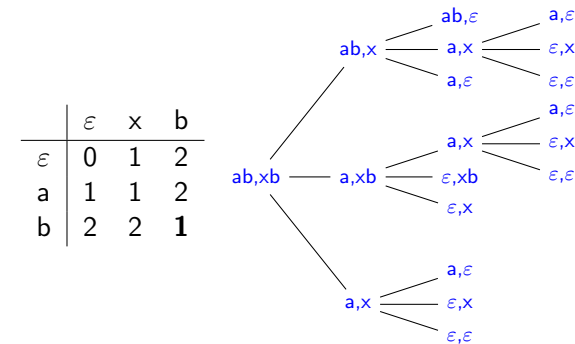 ε x b
ε 0 1 2
a 1 1 2
b 2 2 1
ab,xb
ab,x
ab,ε
a,x
a,ε
a,ε
ε,x
ε,ε
a,xb
a,x
ε,xb
ε,x
a,ε
ε,x
ε,ε
a,x
a,ε
ε,x
ε,ε